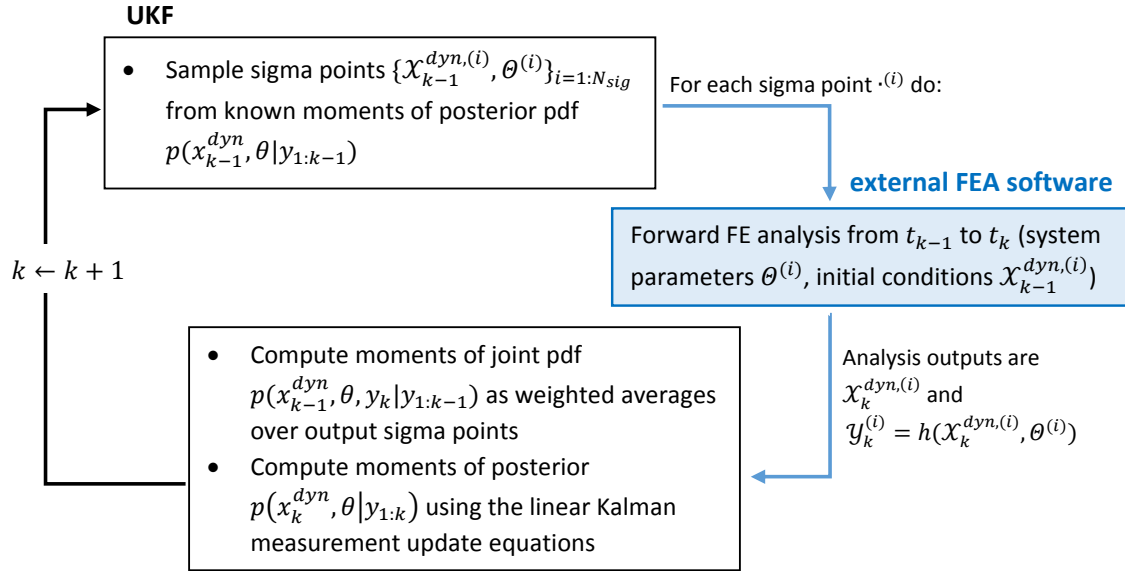 UKF
• Sample sigma points {𝒳_{k-1}^{dyn,(i)}, Θ^{(i)}}_{i=1:N_{sig}}
from known moments of posterior pdf
p(x_{k-1}^{dyn}, θ|y_{1:k-1})
For each sigma point ·^{(i)} do:
external FEA software
Forward FE analysis from t_{k-1} to t_k (system
parameters Θ^{(i)}, initial conditions 𝒳_{k-1}^{dyn,(i)})
k ← k + 1
• Compute moments of joint pdf
p(x_{k-1}^{dyn}, θ, y_k|y_{1:k-1}) as weighted averages
over output sigma points
• Compute moments of posterior
p(x_k^{dyn}, θ|y_{1:k}) using the linear Kalman
measurement update equations
Analysis outputs are
𝒳_k^{dyn,(i)} and
𝒴_k^{(i)} = h(𝒳_k^{dyn,(i)}, Θ^{(i)})